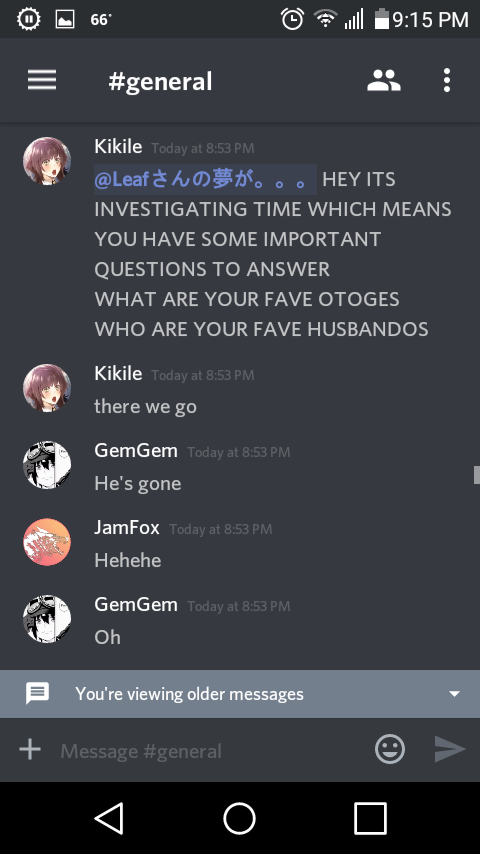 66°
9:15 PM
#general
Kikile Today at 8:53 PM
@Leafさんの夢が。。。 HEY ITS
INVESTIGATING TIME WHICH MEANS
YOU HAVE SOME IMPORTANT
QUESTIONS TO ANSWER
WHAT ARE YOUR FAVE OTOGES
WHO ARE YOUR FAVE HUSBANDOS
Kikile Today at 8:53 PM
there we go
GemGem Today at 8:53 PM
He's gone
JamFox Today at 8:53 PM
Hehehe
GemGem Today at 8:53 PM
Oh
You're viewing older messages
Message #general